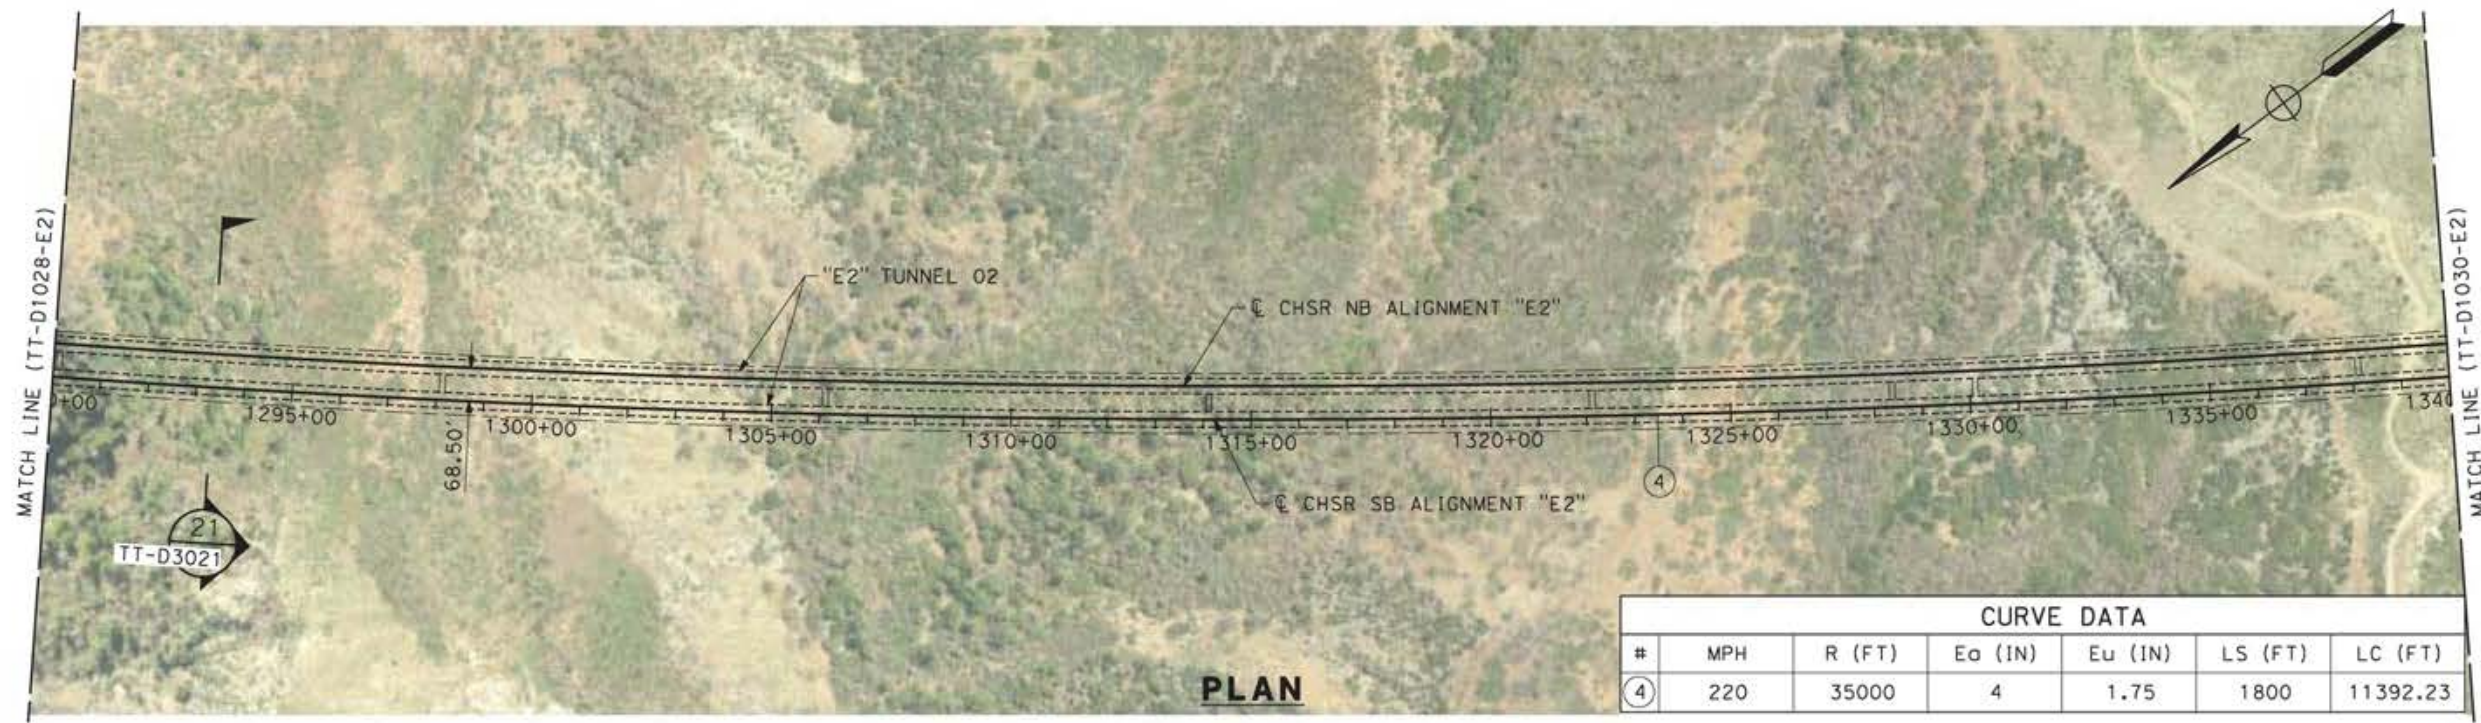 MATCH LINE (TT-D1028-E2)
"E2" TUNNEL 02
℄ CHSR NB ALIGNMENT "E2"
MATCH LINE (TT-D1030-E2)
0+00
1295+00
1300+00
1305+00
1310+00
1315+00
1320+00
1325+00
1330+00
1335+00
1340
68.50'
℄ CHSR SB ALIGNMENT "E2"
4
21
TT-D3021
PLAN
CURVE DATA
# MPH R (FT) Ea (IN) Eu (IN) LS (FT) LC (FT)
4 220 35000 4 1.75 1800 11392.23